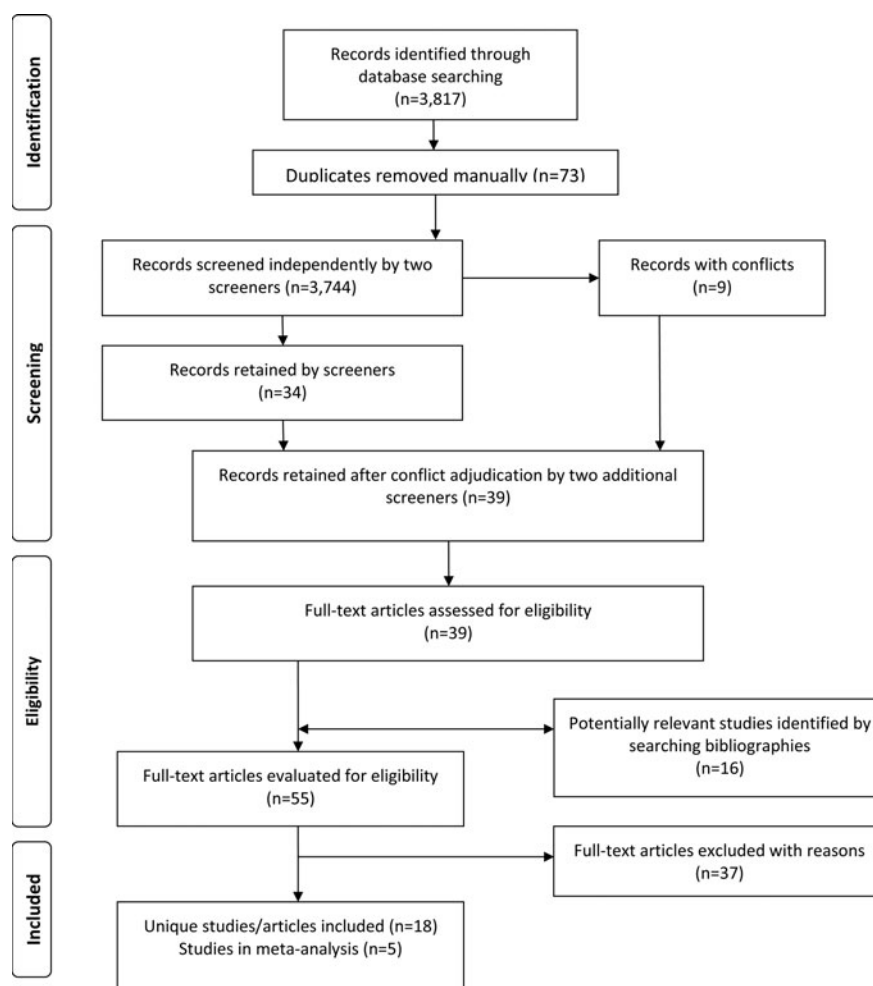 Identification
Records identified through
database searching
(n=3,817)
Duplicates removed manually (n=73)
Screening
Records screened independently by two
screeners (n=3,744)
Records with conflicts
(n=9)
Records retained by screeners
(n=34)
Records retained after conflict adjudication by two additional
screeners (n=39)
Eligibility
Full-text articles assessed for eligibility
(n=39)
Potentially relevant studies identified by
searching bibliographies
(n=16)
Full-text articles evaluated for eligibility
(n=55)
Included
Full-text articles excluded with reasons
(n=37)
Unique studies/articles included (n=18)
Studies in meta-analysis (n=5)